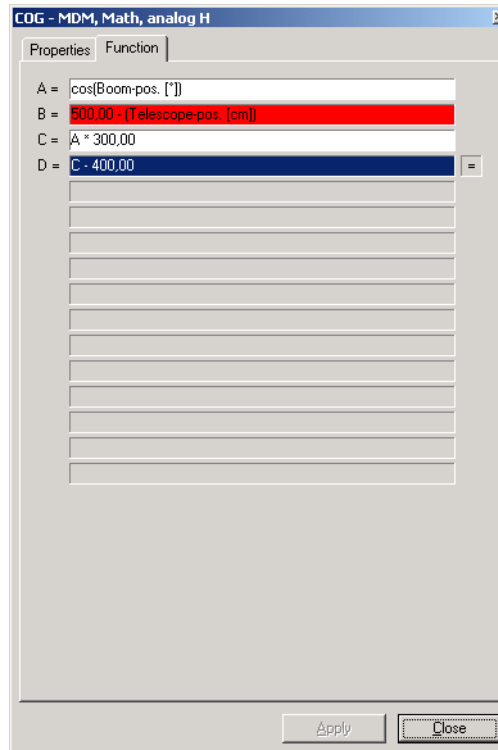 COG - MDM, Math, analog H
Properties Function
A = cos(Boom-pos. [°])
B = 500,00 - (Telescope-pos. [cm])
C = A * 300,00
D = C - 400,00 =
Apply Close